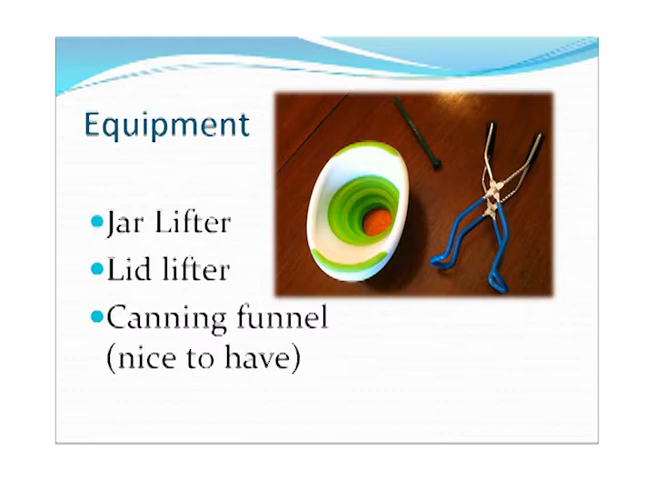 Equipment
•Jar Lifter
•Lid lifter
•Canning funnel
(nice to have)